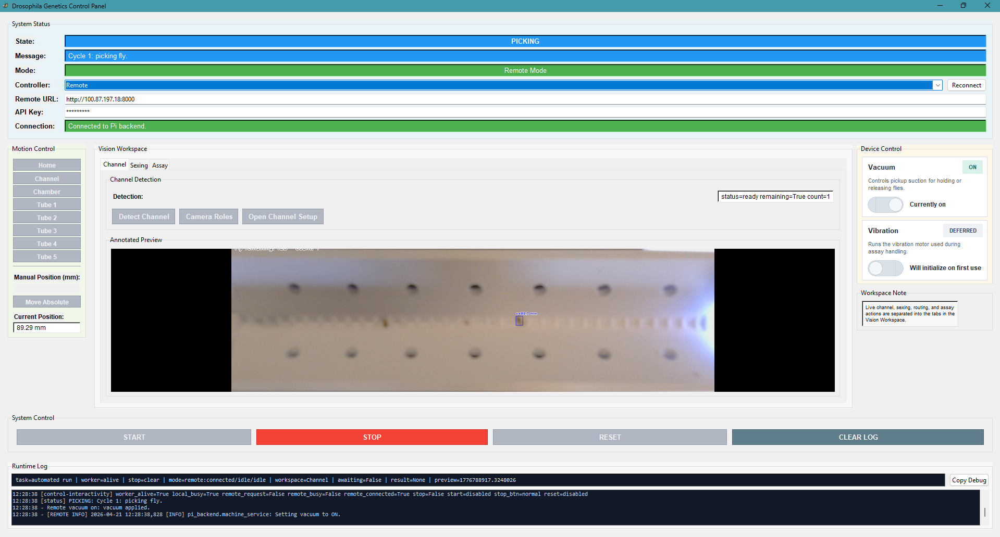 Drosophila Genetics Control Panel
System Status
State: PICKING
Message: Cycle 1: picking fly.
Mode: Remote Mode
Controller: Remote Reconnect
Remote URL: http://100.87.197.18:8000
API Key: *********
Connection: Connected to Pi backend.
Motion Control
Home
Channel
Chamber
Tube 1
Tube 2
Tube 3
Tube 4
Tube 5
Manual Position (mm):
Move Absolute
Current Position:
89.29 mm
Vision Workspace
Channel Sexing Assay
Channel Detection
Detection: status=ready remaining=True count=1
Detect Channel Camera Roles Open Channel Setup
Annotated Preview
x=89.3 mm
Device Control
Vacuum ON
Controls pickup suction for holding or
releasing flies.
Currently on
Vibration DEFERRED
Runs the vibration motor used during
assay handling.
Will initialize on first use
Workspace Note
Live channel, sexing, routing, and assay
actions are separated into the tabs in the
Vision Workspace.
System Control
START STOP RESET CLEAR LOG
Runtime Log
task=automated run | worker=alive | stop=clear | mode=remote:connected/idle/idle | workspace=Channel | awaiting=False | result=None | preview=1776788917.3248026
Copy Debug
12:28:38 [control-interactivity] worker_alive=True local_busy=True remote_request=False remote_busy=False remote_connected=True stop=False start=disabled stop_btn=normal reset=disabled
12:28:38 [status] PICKING: Cycle 1: picking fly.
12:28:38 - Remote vacuum on: vacuum applied.
12:28:38 - [REMOTE INFO] 2026-04-21 12:28:38,828 [INFO] pi_backend.machine_service: Setting vacuum to ON.